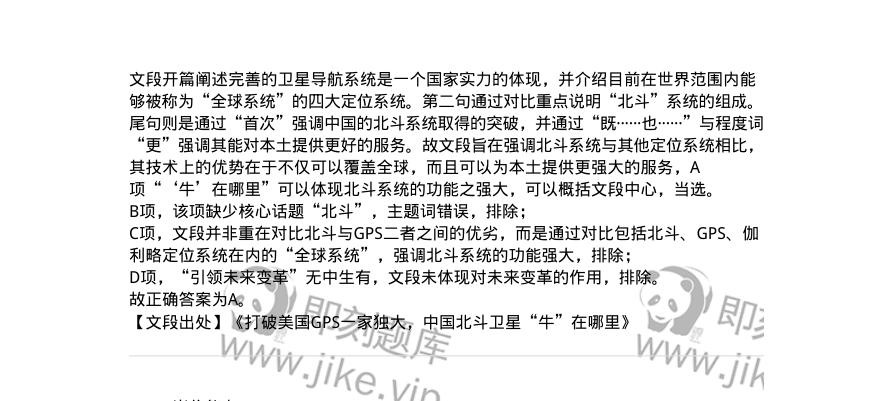 文段开篇阐述完善的卫星导航系统是一个国家实力的体现，并介绍目前在世界范围内能
够被称为“全球系统”的四大定位系统。第二句通过对比重点说明“北斗”系统的组成。
尾句则是通过“首次”强调中国的北斗系统取得的突破，并通过“既……也……”与程度词
“更”强调其能对本土提供更好的服务。故文段旨在强调北斗系统与其他定位系统相比，
其技术上的优势在于不仅可以覆盖全球，而且可以为本土提供更强大的服务，A
项“‘牛’在哪里”可以体现北斗系统的功能之强大，可以概括文段中心，当选。
B项，该项缺少核心话题“北斗”，主题词错误，排除；
C项，文段并非重在对比北斗与GPS二者之间的优劣，而是通过对比包括北斗、GPS、伽
利略定位系统在内的“全球系统”，强调北斗系统的功能强大，排除；
D项，“引领未来变革”无中生有，文段未体现对未来变革的作用，排除。
故正确答案为A。
【文段出处】《打破美国GPS一家独大，中国北斗卫星“牛”在哪里》
即刻题库
www.jike.vip
即刻
www.jike